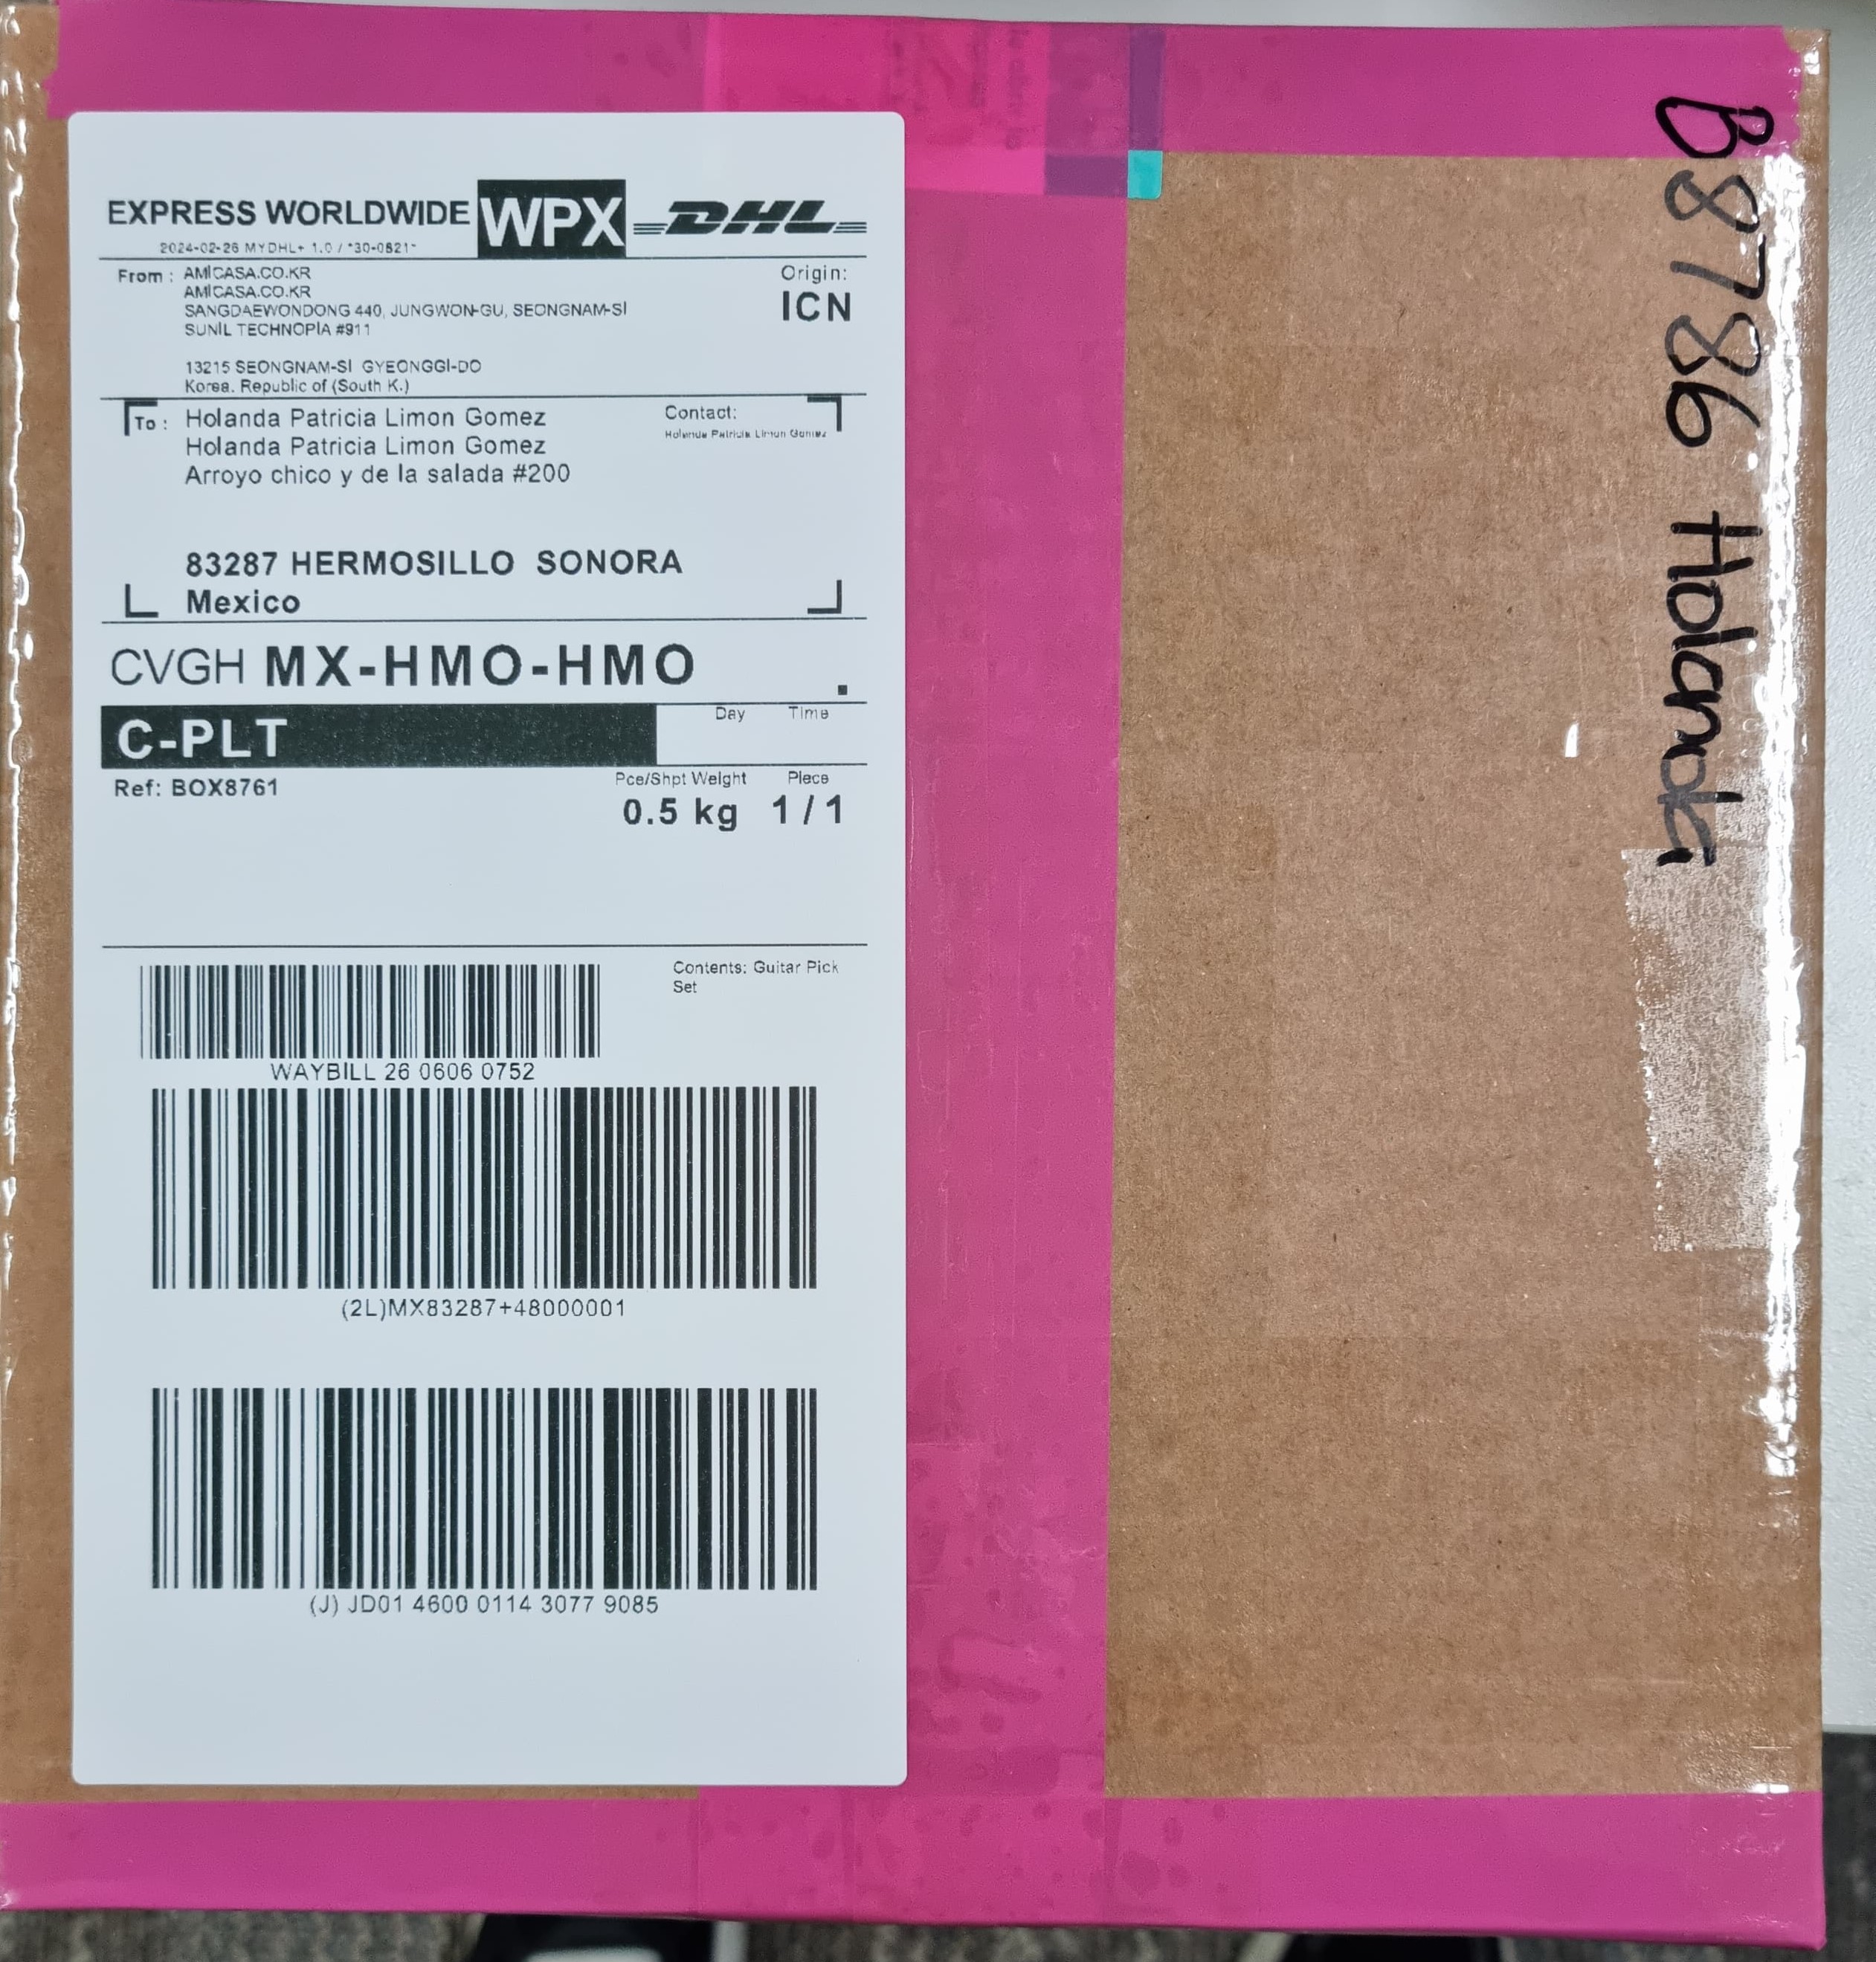 EXPRESS WORLDWIDE WPX DHL
2024-02-26 MYDHL+ 1.0 / *30-0821*
From : AMICASA.CO.KR
AMICASA.CO.KR
SANGDAEWONDONG 440, JUNGWON-GU, SEONGNAM-SI
SUNIL TECHNOPIA #911
13215 SEONGNAM-SI GYEONGGI-DO
Korea. Republic of (South K.)
Origin:
ICN
To : Holanda Patricia Limon Gomez
Holanda Patricia Limon Gomez
Arroyo chico y de la salada #200
83287 HERMOSILLO SONORA
Mexico
Contact:
Holanda Patricia Limon Gomez
CVGH MX-HMO-HMO
C-PLT
Day Time
Ref: BOX8761
Pce/Shpt Weight Piece
0.5 kg 1 / 1
Contents: Guitar Pick
Set
WAYBILL 26 0606 0752
(2L)MX83287+48000001
(J) JD01 4600 0114 3077 9085
B8786 Holanda